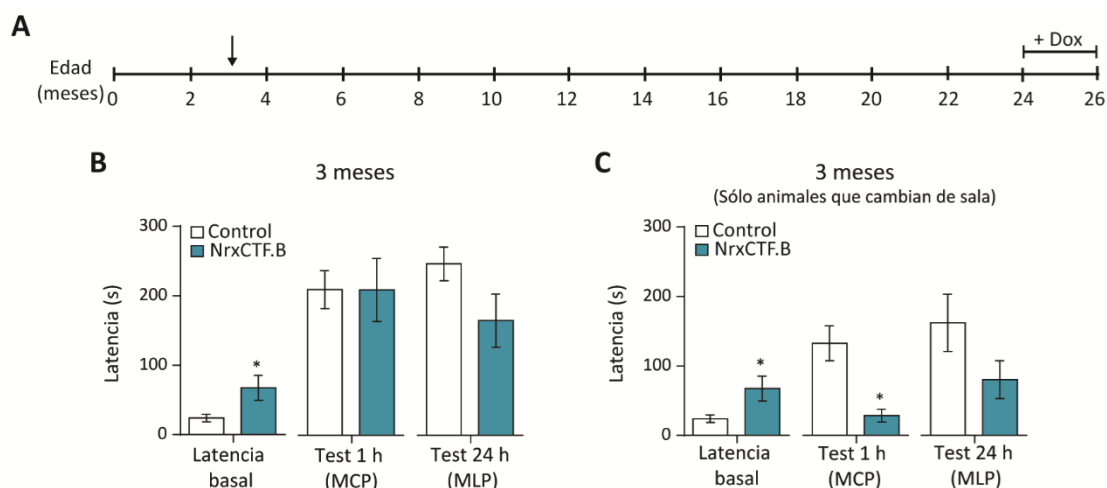 A
+ Dox
Edad
(meses)
0 2 4 6 8 10 12 14 16 18 20 22 24 26
B
3 meses
300
200
100
0
Latencia (s)
Control
NrxCTF.B
*
Latencia
basal
Test 1 h
(MCP)
Test 24 h
(MLP)
C
3 meses
(Sólo animales que cambian de sala)
300
200
100
0
Latencia (s)
Control
NrxCTF.B
*
*
Latencia
basal
Test 1 h
(MCP)
Test 24 h
(MLP)